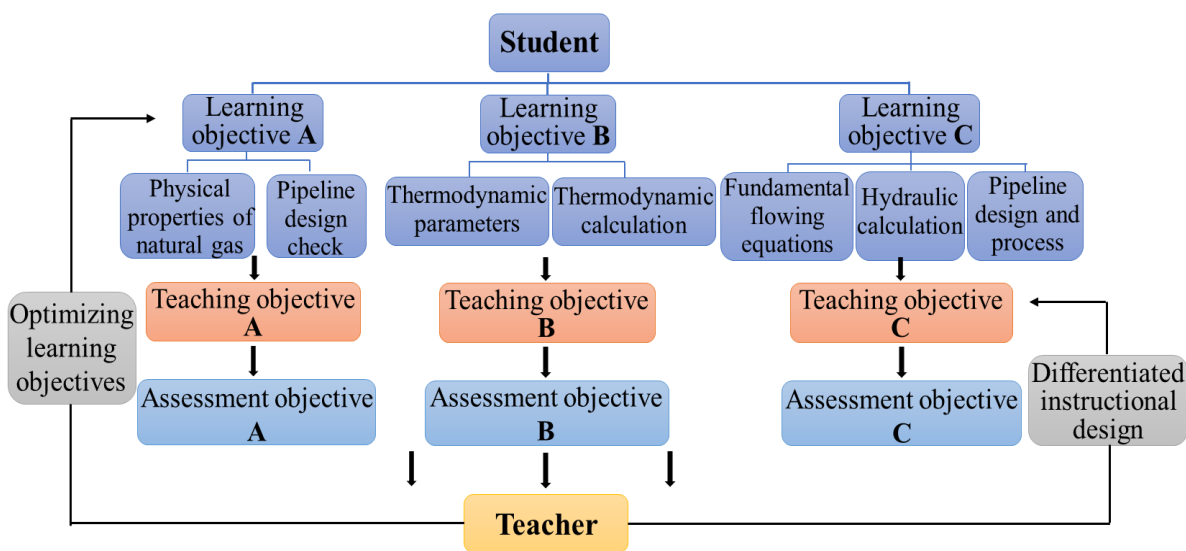 Student
Learning
objective A
Learning
objective B
Learning
objective C
Physical
properties of
natural gas
Pipeline
design
check
Thermodynamic
parameters
Thermodynamic
calculation
Fundamental
flowing
equations
Hydraulic
calculation
Pipeline
design and
process
Teaching objective
A
Teaching objective
B
Teaching objective
C
Optimizing
learning
objectives
Differentiated
instructional
design
Assessment objective
A
Assessment objective
B
Assessment objective
C
Teacher